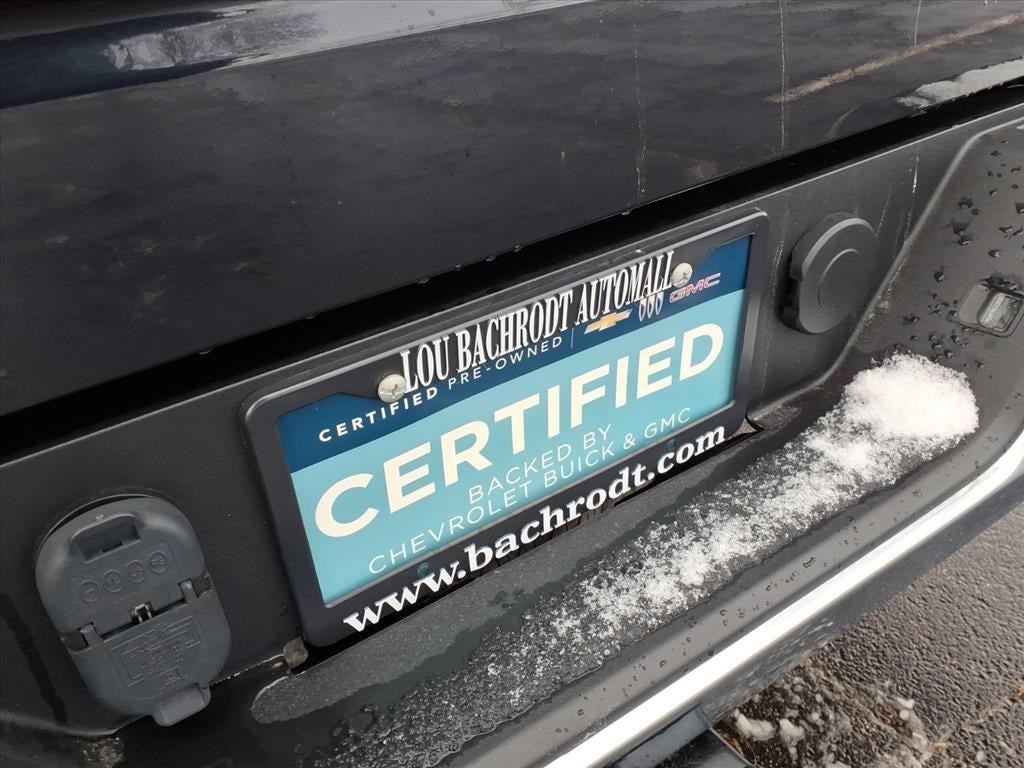 LOU BACHRODT AUTOMALL
CERTIFIED PRE-OWNED
GMC
CERTIFIED
BACKED BY
CHEVROLET BUICK & GMC
www.bachrodt.com